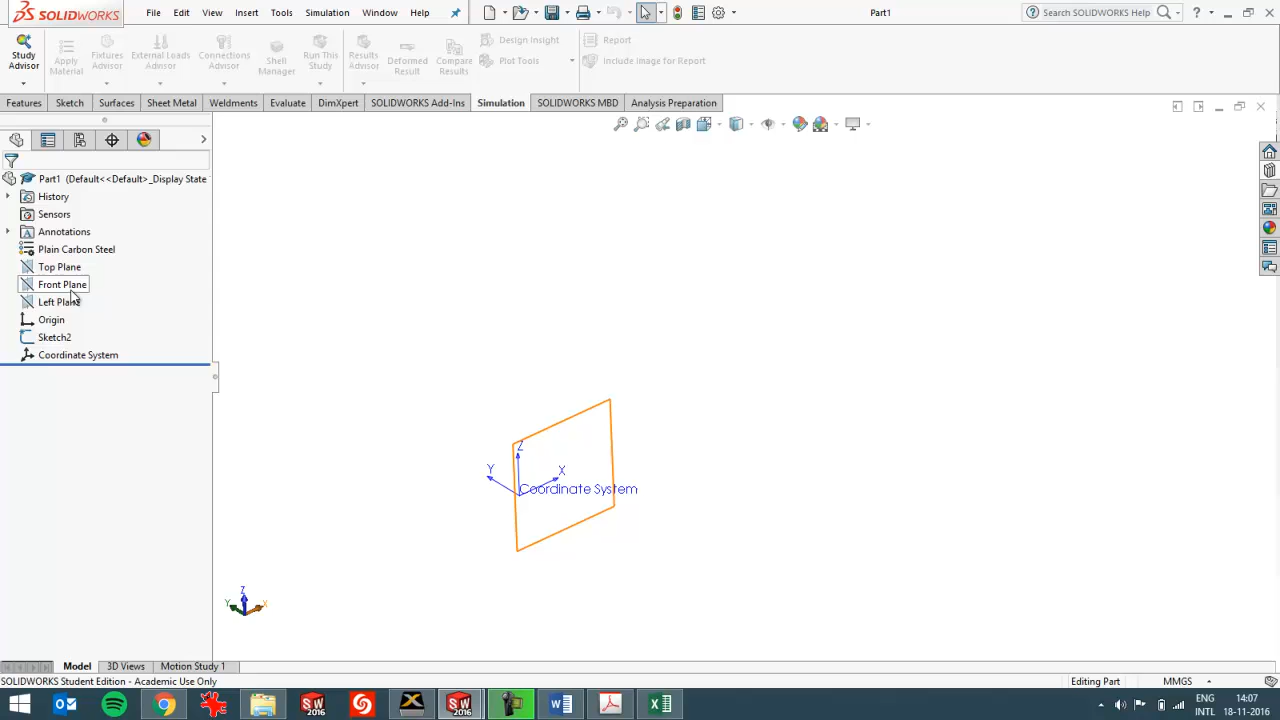 SOLIDWORKS File Edit View Insert Tools Simulation Window Help Part1 Search SOLIDWORKS Help ?
Study Advisor
Apply Material
Fixtures Advisor
External Loads Advisor
Connections Advisor
Shell Manager
Run This Study
Results Advisor
Deformed Result
Compare Results
Design Insight
Plot Tools
Report
Include Image for Report
Features Sketch Surfaces Sheet Metal Weldments Evaluate DimXpert SOLIDWORKS Add-Ins Simulation SOLIDWORKS MBD Analysis Preparation
Part1 (Default<<Default>_Display State
History
Sensors
Annotations
Plain Carbon Steel
Top Plane
Front Plane
Left Plane
Origin
Sketch2
Coordinate System
Z
Y X
Coordinate System
Z
Y X
Model 3D Views Motion Study 1
SOLIDWORKS Student Edition - Academic Use Only Editing Part MMGS
SW 2016 SW 2016 ENG 14:07
INTL 18-11-2016